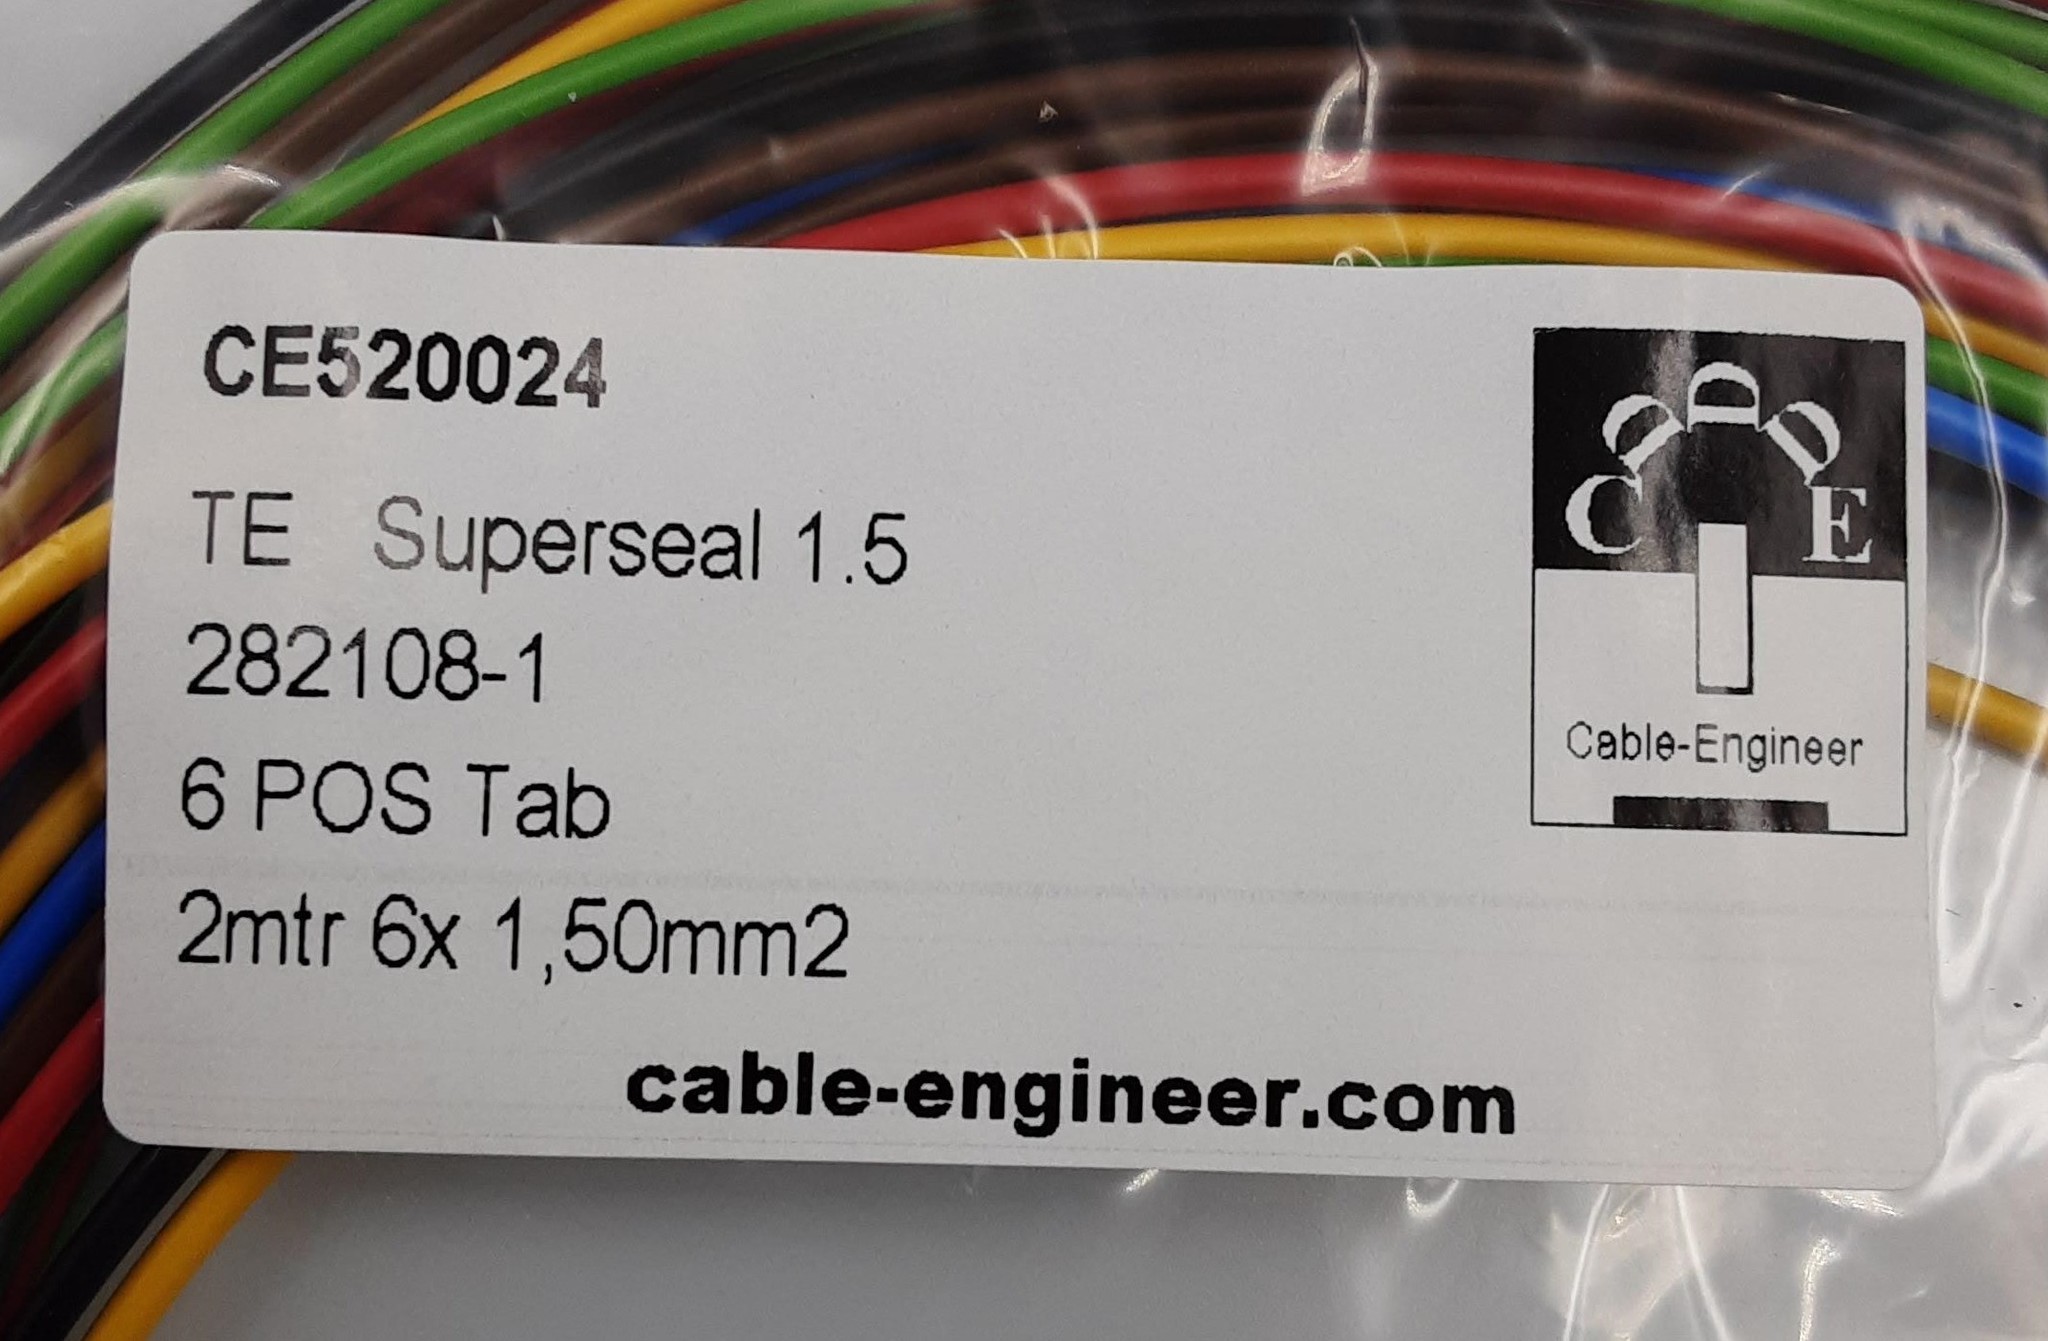 CE520024
TE Superseal 1.5
282108-1
6 POS Tab
2mtr 6x 1,50mm2
cable-engineer.com
C E
Cable-Engineer